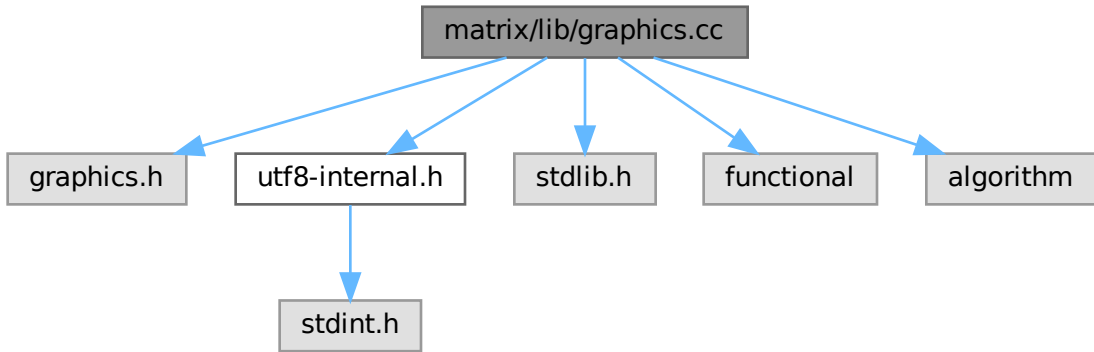 matrix/lib/graphics.cc
graphics.h
utf8-internal.h
stdlib.h
functional
algorithm
stdint.h